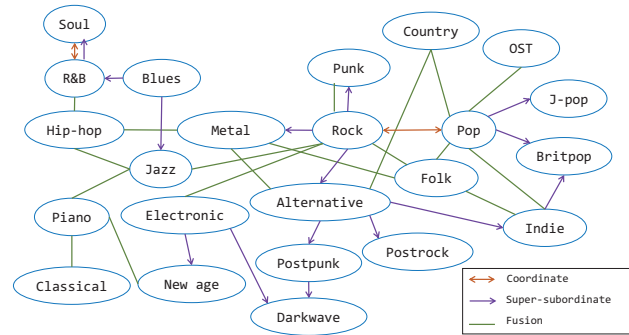 Soul
Country
OST
Punk
R&B
Blues
J-pop
Hip-hop
Metal
Rock
Pop
Britpop
Jazz
Folk
Piano
Electronic
Alternative
Indie
Postrock
Postpunk
Classical
New age
Darkwave
Coordinate
Super-subordinate
Fusion